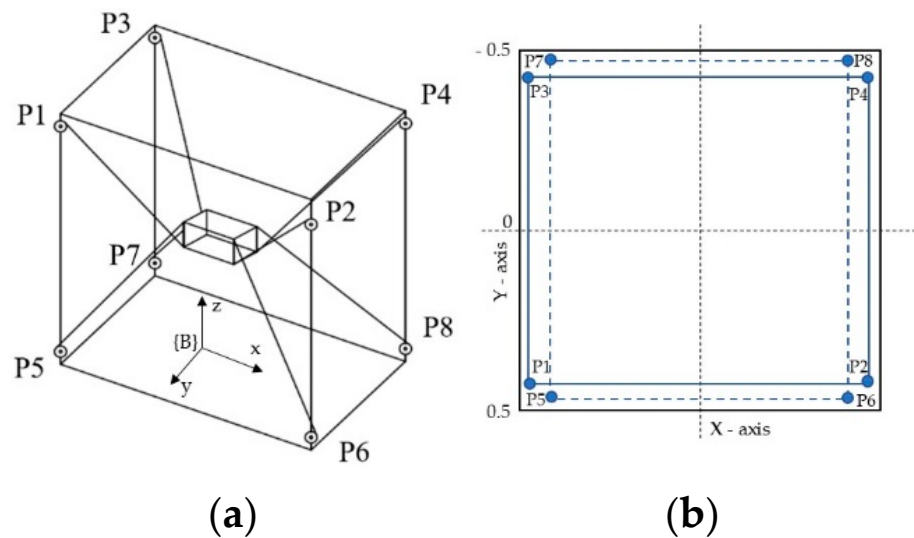 P3
P4
P1
P2
P7
P8
{B}
z
x
y
P5
P6
(a)
- 0.5
P7
P8
P3
P4
0
Y - axis
P1
P2
P5
P6
0.5
X - axis
(b)